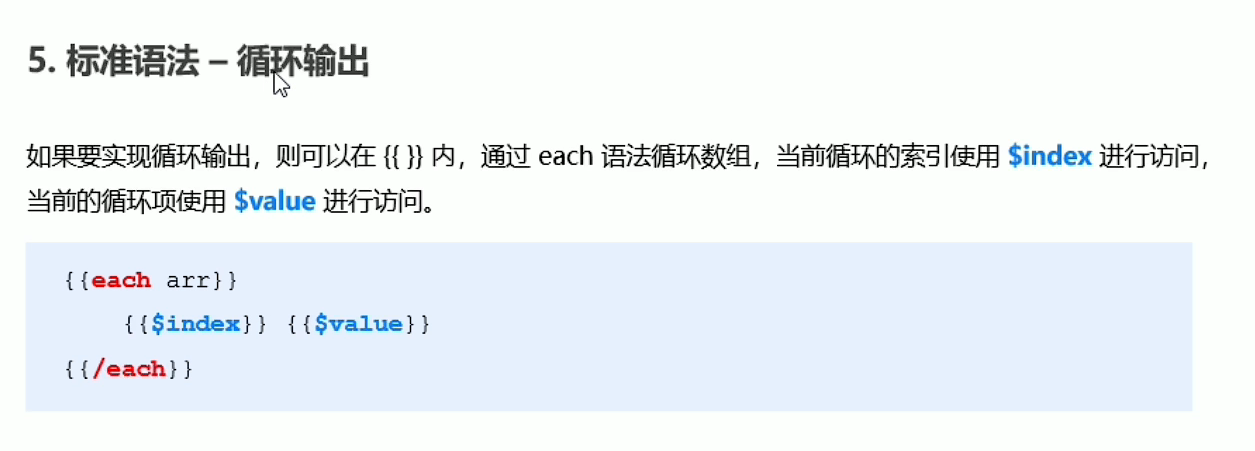 5. 标准语法 – 循环输出
如果要实现循环输出，则可以在 {{ }} 内，通过 each 语法循环数组，当前循环的索引使用 $index 进行访问，
当前的循环项使用 $value 进行访问。
{{each arr}}
{{$index}} {{$value}}
{{/each}}